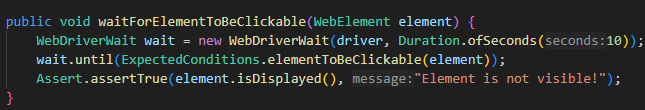 public void waitForElementToBeClickable(WebElement element) {
    WebDriverWait wait = new WebDriverWait(driver, Duration.ofSeconds(seconds:10));
    wait.until(ExpectedConditions.elementToBeClickable(element));
    Assert.assertTrue(element.isDisplayed(), message:"Element is not visible!");
}